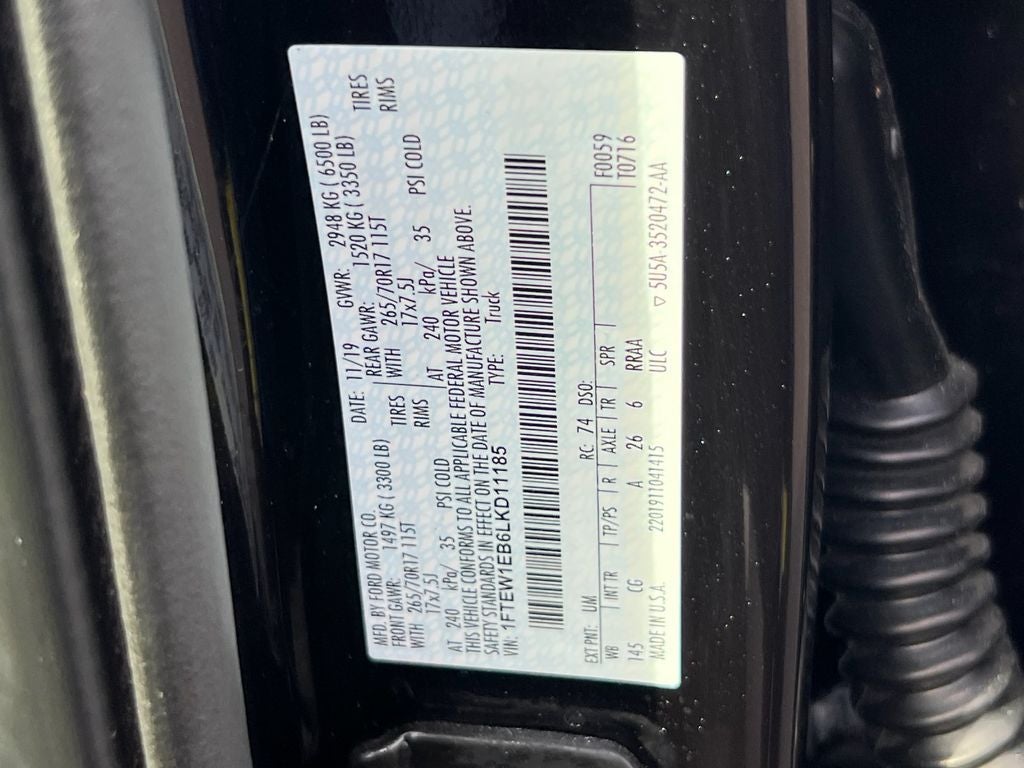 MFD. BY FORD MOTOR CO.
DATE: 11/19 GVWR: 2948 KG ( 6500 LB)
FRONT GAWR: 1497 KG ( 3300 LB) REAR GAWR: 1520 KG ( 3350 LB)
WITH 265/70R17 115T TIRES WITH 265/70R17 115T TIRES
17x7.5J RIMS 17x7.5J RIMS
AT 240 kPa/ 35 PSI COLD AT 240 kPa/ 35 PSI COLD
THIS VEHICLE CONFORMS TO ALL APPLICABLE FEDERAL MOTOR VEHICLE
SAFETY STANDARDS IN EFFECT ON THE DATE OF MANUFACTURE SHOWN ABOVE.
VIN: 1FTEW1EB6LKD11185 TYPE: Truck
EXT PNT: UM RC: 74 DSO: F0059
WB INT TR TP/PS R AXLE TR SPR T0716
145 CG A 26 6 RRAA
MADE IN U.S.A. 2201911041415 ULC ▽ 5U5A-3520472-AA